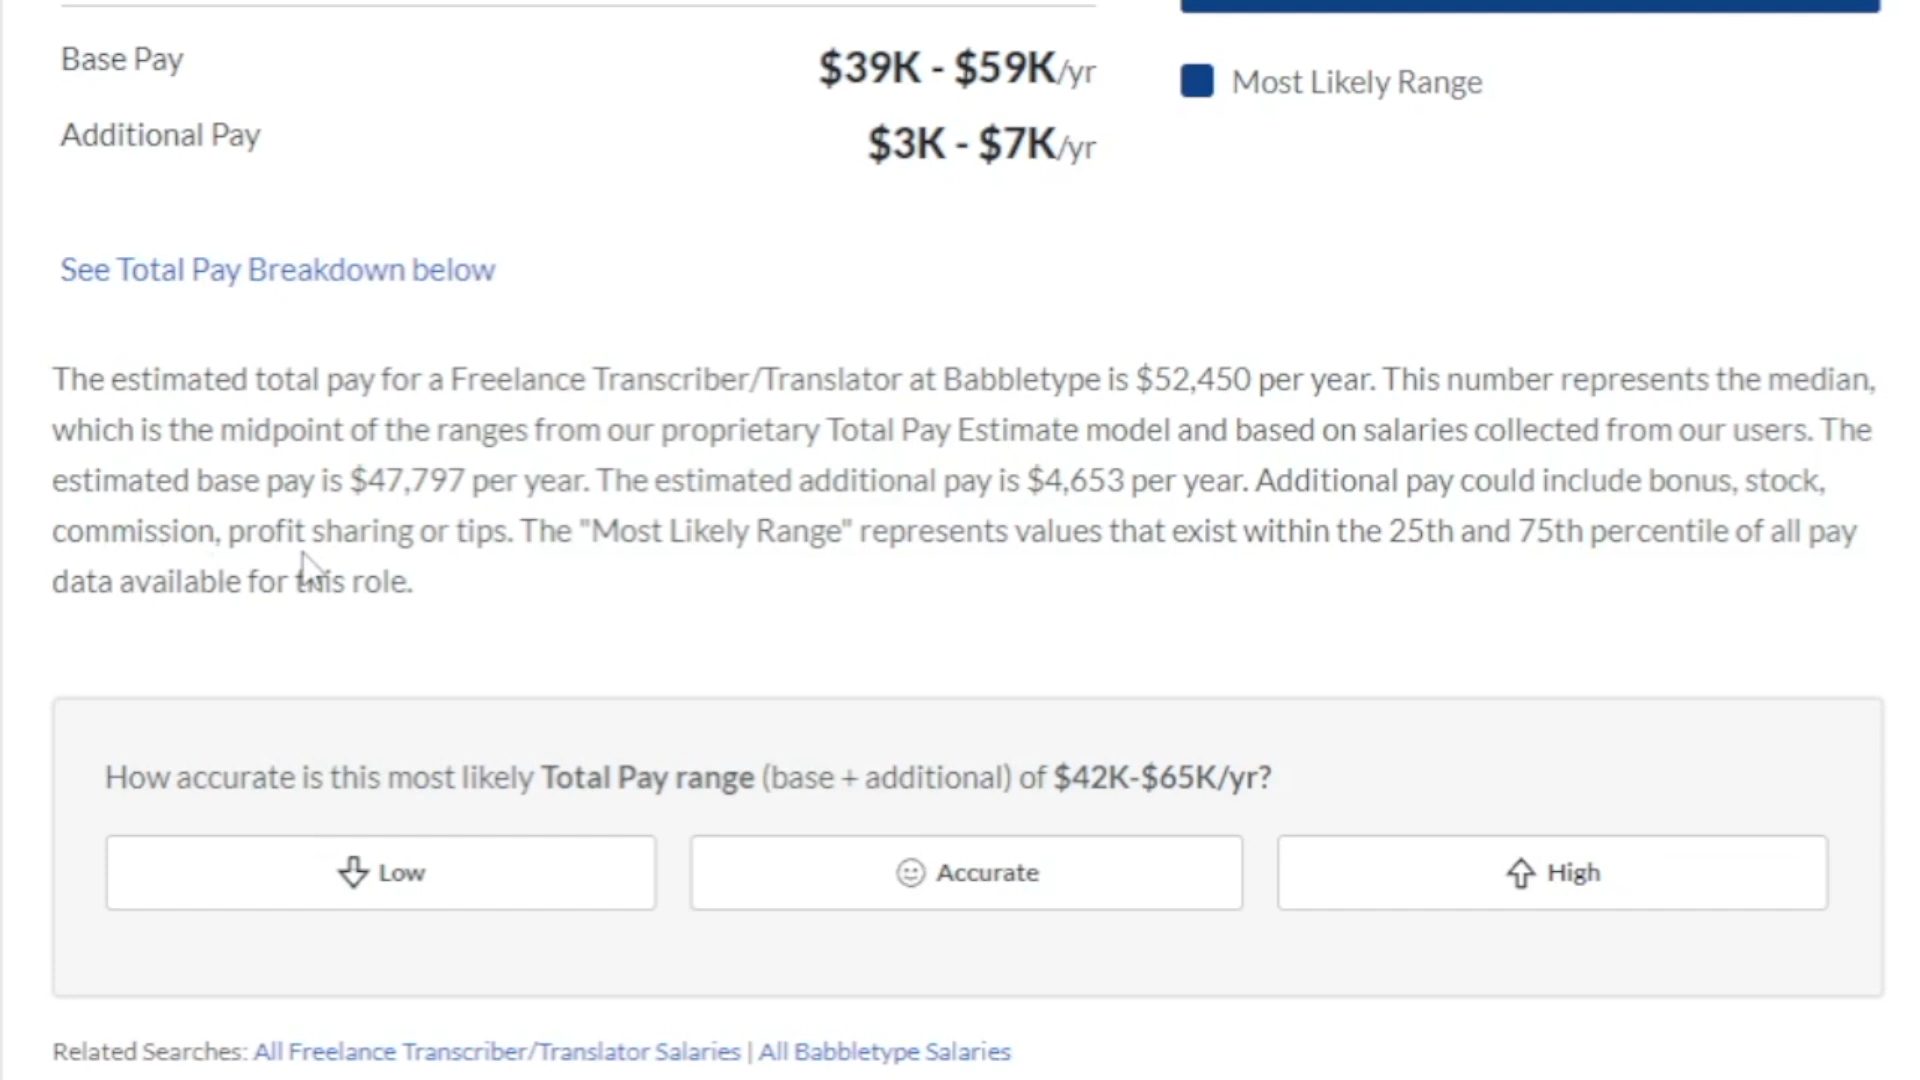 Base Pay
$39K - $59K/yr
Most Likely Range
Additional Pay
$3K - $7K/yr
See Total Pay Breakdown below
The estimated total pay for a Freelance Transcriber/Translator at Babbletype is $52,450 per year. This number represents the median,
which is the midpoint of the ranges from our proprietary Total Pay Estimate model and based on salaries collected from our users. The
estimated base pay is $47,797 per year. The estimated additional pay is $4,653 per year. Additional pay could include bonus, stock,
commission, profit sharing or tips. The "Most Likely Range" represents values that exist within the 25th and 75th percentile of all pay
data available for this role.
How accurate is this most likely Total Pay range (base + additional) of $42K-$65K/yr?
Low
Accurate
High
Related Searches: All Freelance Transcriber/Translator Salaries | All Babbletype Salaries